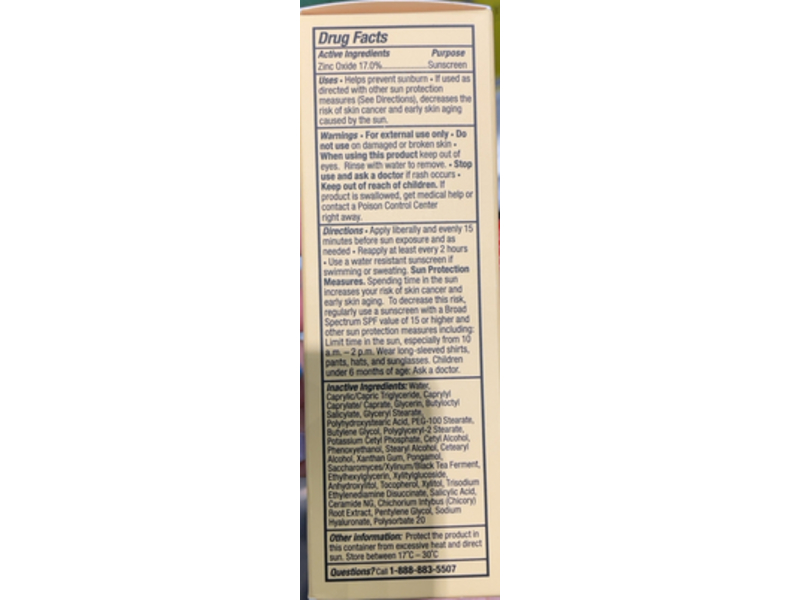 Drug Facts
Active Ingredients Purpose
Zinc Oxide 17.0%......................Sunscreen
Uses • Helps prevent sunburn • If used as
directed with other sun protection
measures (See Directions), decreases the
risk of skin cancer and early skin aging
caused by the sun.
Warnings • For external use only • Do
not use on damaged or broken skin •
When using this product keep out of
eyes. Rinse with water to remove. • Stop
use and ask a doctor if rash occurs •
Keep out of reach of children. If
product is swallowed, get medical help or
contact a Poison Control Center
right away.
Directions • Apply liberally and evenly 15
minutes before sun exposure and as
needed • Reapply at least every 2 hours
• Use a water resistant sunscreen if
swimming or sweating. Sun Protection
Measures. Spending time in the sun
increases your risk of skin cancer and
early skin aging. To decrease this risk,
regularly use a sunscreen with a Broad
Spectrum SPF value of 15 or higher and
other sun protection measures including:
Limit time in the sun, especially from 10
a.m. – 2 p.m. Wear long-sleeved shirts,
pants, hats, and sunglasses. Children
under 6 months of age: Ask a doctor.
Inactive Ingredients: Water,
Caprylic/Capric Triglyceride, Caprylyl
Caprylate/ Caprate, Glycerin, Butyloctyl
Salicylate, Glyceryl Stearate,
Polyhydroxystearic Acid, PEG-100 Stearate,
Butylene Glycol, Polyglyceryl-2 Stearate,
Potassium Cetyl Phosphate, Cetyl Alcohol,
Phenoxyethanol, Stearyl Alcohol, Cetearyl
Alcohol, Xanthan Gum, Pongamol,
Saccharomyces/Xylinum/Black Tea Ferment,
Ethylhexylglycerin, Xylitylglucoside,
Anhydroxylitol, Tocopherol, Xylitol, Trisodium
Ethylenediamine Disuccinate, Salicylic Acid,
Ceramide NG, Chichorium Intybus (Chicory)
Root Extract, Pentylene Glycol, Sodium
Hyaluronate, Polysorbate 20
Other information: Protect the product in
this container from excessive heat and direct
sun. Store between 17°C – 30°C
Questions? Call 1-888-883-5507